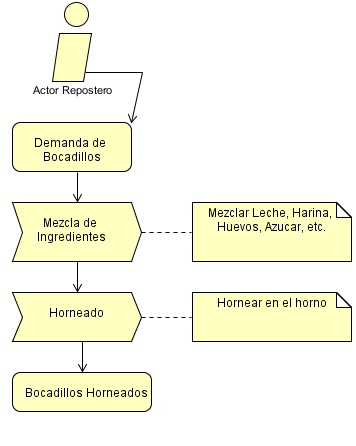 Actor Repostero
Demanda de
Bocadillos
Mezcla de
Ingredientes
Mezclar Leche, Harina,
Huevos, Azucar, etc.
Horneado
Hornear en el horno
Bocadillos Horneados